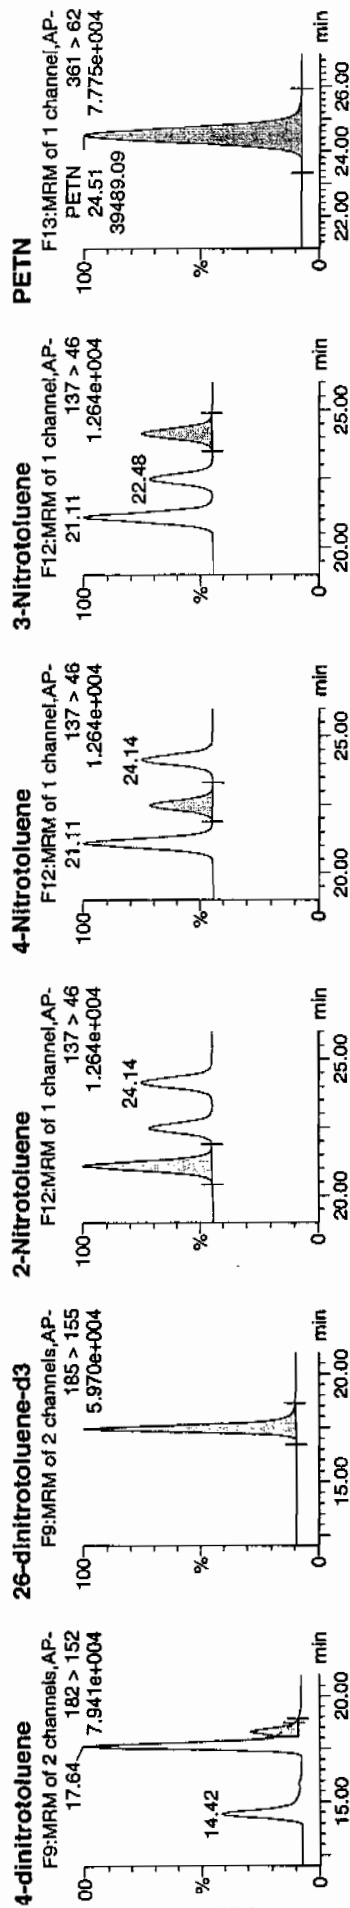 4-dinitrotoluene
F9:MRM of 2 channels,AP-
182 > 152
7.941e+004
17.64
14.42
00
%
0
15.00
20.00
min
26-dinitrotoluene-d3
F9:MRM of 2 channels,AP-
185 > 155
5.970e+004
100
%
0
15.00
20.00
min
2-Nitrotoluene
F12:MRM of 1 channel,AP-
137 > 46
1.264e+004
24.14
100
%
0
20.00
25.00
min
4-Nitrotoluene
F12:MRM of 1 channel,AP-
21.11
137 > 46
1.264e+004
24.14
100
%
0
20.00
25.00
min
3-Nitrotoluene
F12:MRM of 1 channel,AP-
21.11
137 > 46
1.264e+004
22.48
100
%
0
20.00
25.00
min
PETN
F13:MRM of 1 channel,AP-
PETN
361 > 62
24.51
7.775e+004
39489.09
100
%
0
22.00
24.00
26.00
min